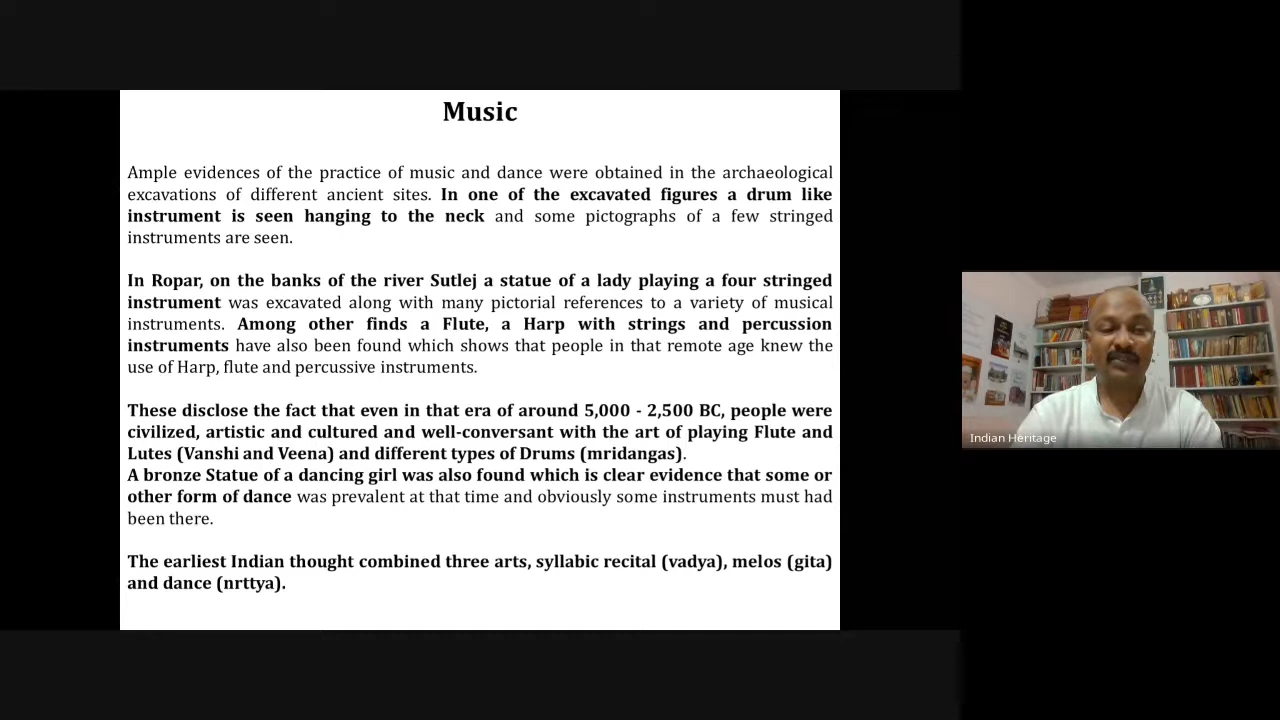 Music
Ample evidences of the practice of music and dance were obtained in the archaeological
excavations of different ancient sites. In one of the excavated figures a drum like
instrument is seen hanging to the neck and some pictographs of a few stringed
instruments are seen.
In Ropar, on the banks of the river Sutlej a statue of a lady playing a four stringed
instrument was excavated along with many pictorial references to a variety of musical
instruments. Among other finds a Flute, a Harp with strings and percussion
instruments have also been found which shows that people in that remote age knew the
use of Harp, flute and percussive instruments.
These disclose the fact that even in that era of around 5,000 - 2,500 BC, people were
civilized, artistic and cultured and well-conversant with the art of playing Flute and
Lutes (Vanshi and Veena) and different types of Drums (mridangas).
A bronze Statue of a dancing girl was also found which is clear evidence that some or
other form of dance was prevalent at that time and obviously some instruments must had
been there.
The earliest Indian thought combined three arts, syllabic recital (vadya), melos (gita)
and dance (nrttya).
Indian Heritage